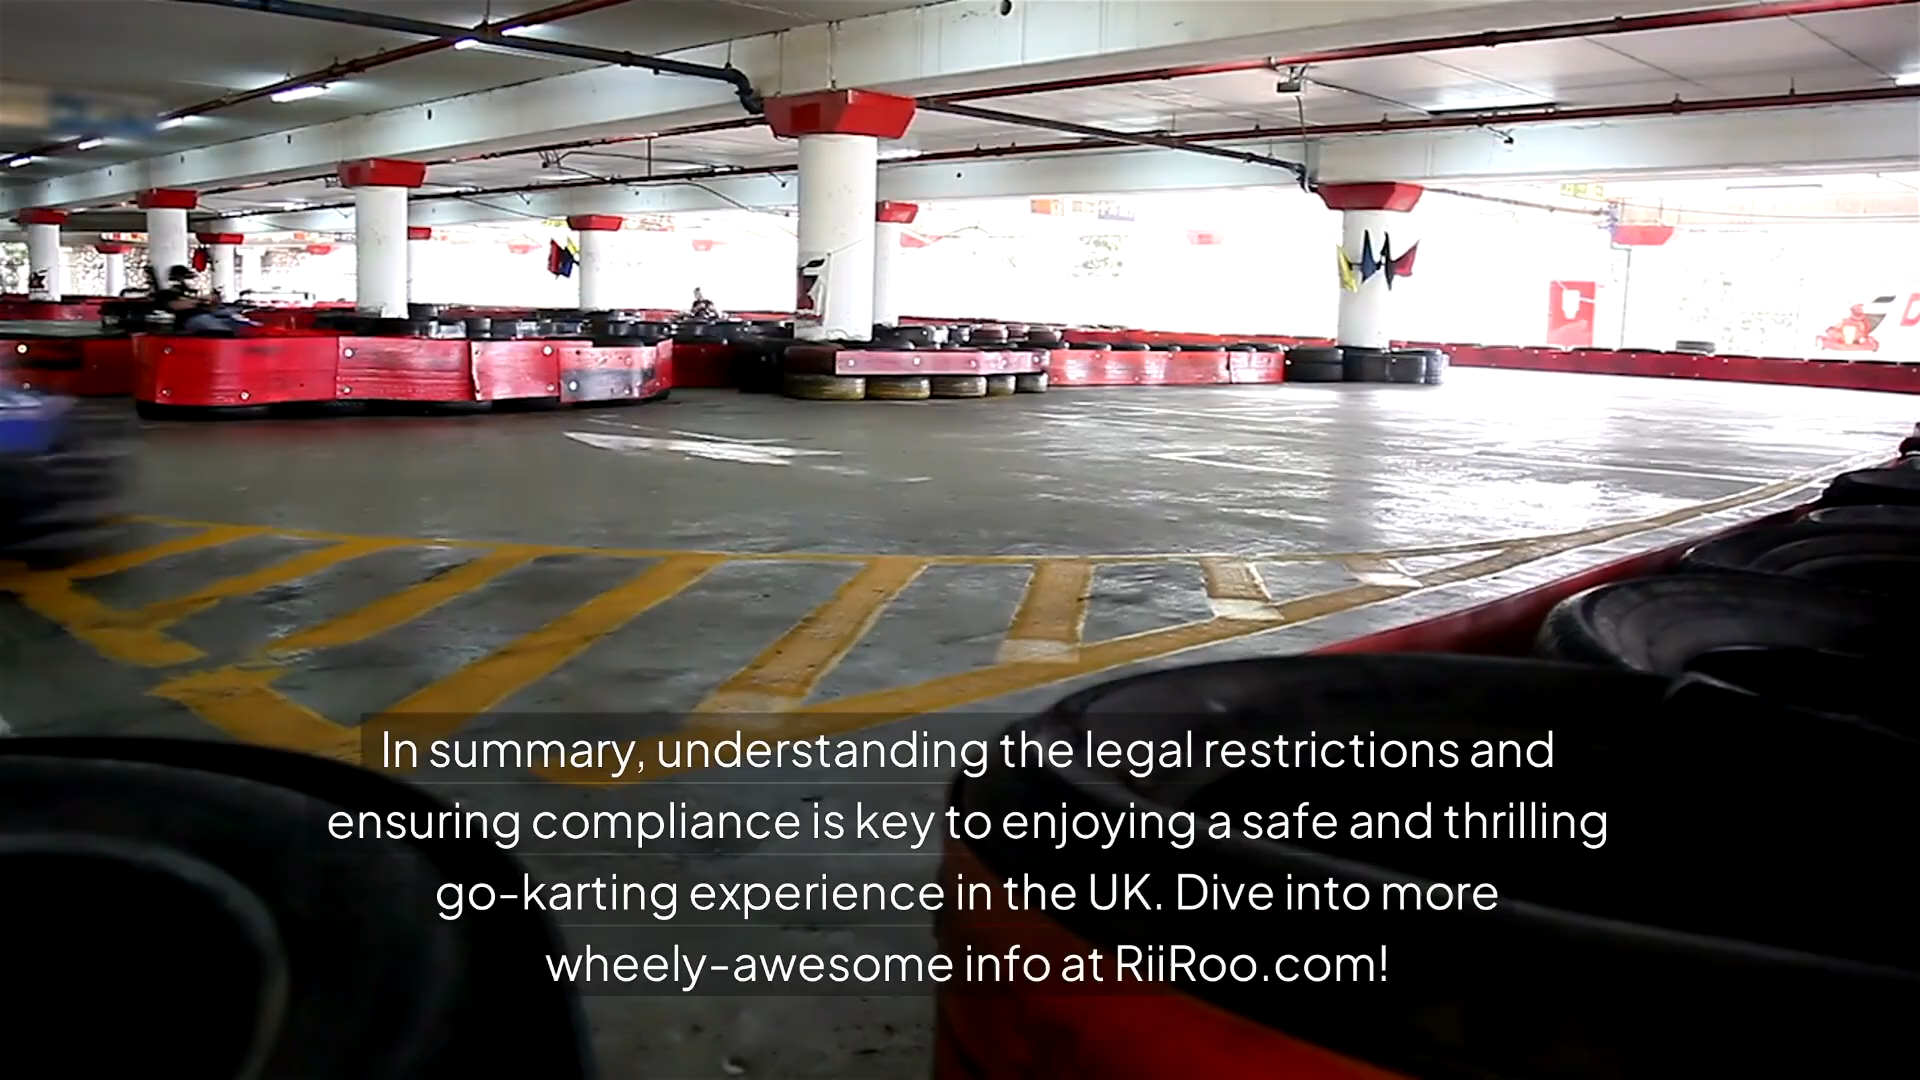 In summary, understanding the legal restrictions and
ensuring compliance is key to enjoying a safe and thrilling
go-karting experience in the UK. Dive into more
wheely-awesome info at RiiRoo.com!